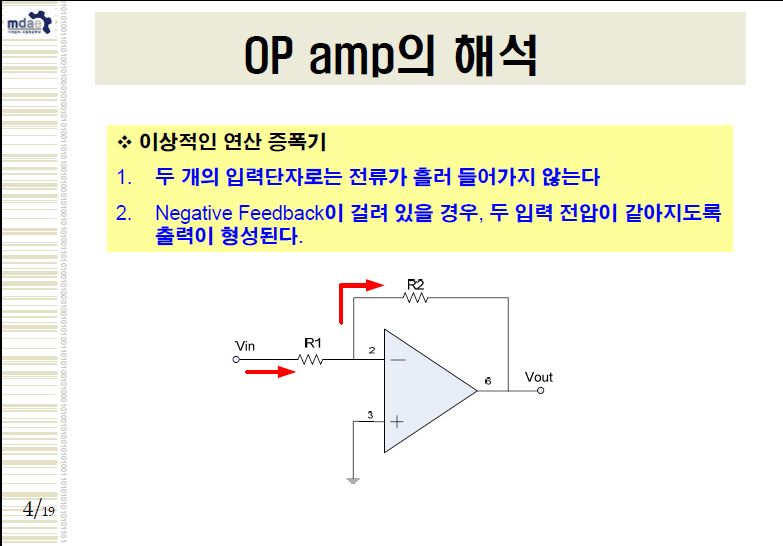 mdae
OP amp의 해석
❖ 이상적인 연산 증폭기
1. 두 개의 입력단자로는 전류가 흘러 들어가지 않는다
2. Negative Feedback이 걸려 있을 경우, 두 입력 전압이 같아지도록
출력이 형성된다.
R2
Vin
R1
2
6
Vout
3
4/19